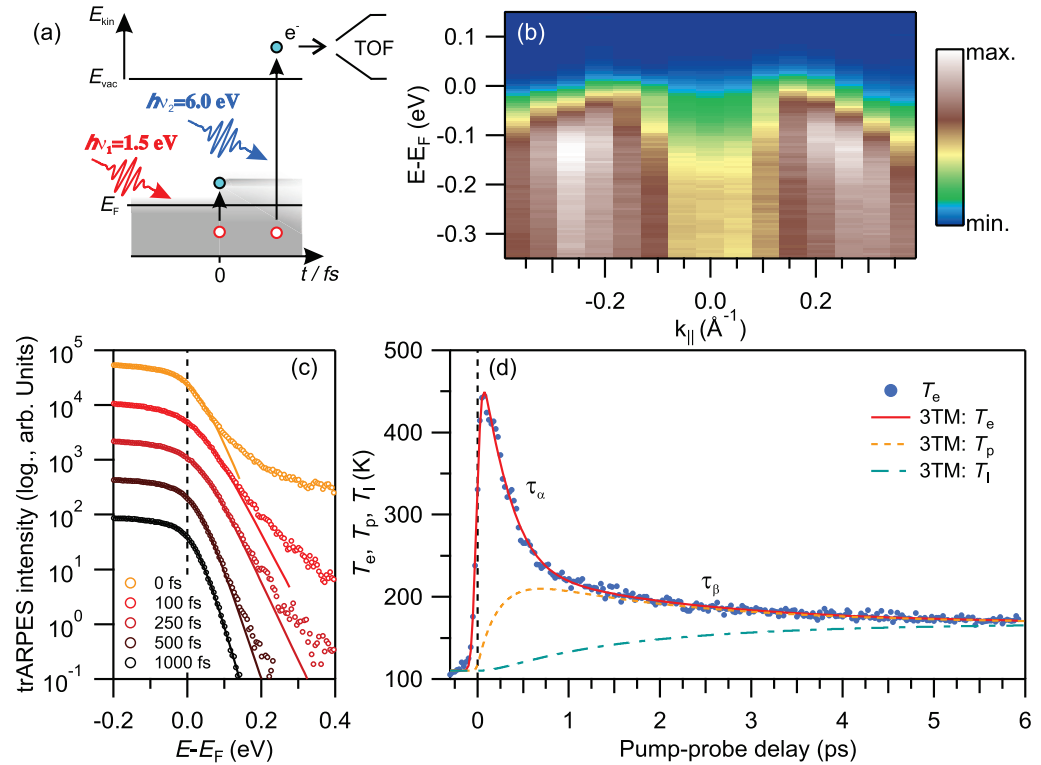 (a)
E_kin
e⁻
TOF
E_vac
hν₂=6.0 eV
hν₁=1.5 eV
E_F
0
t / fs
(b)
0.1
0.0
-0.1
-0.2
-0.3
E-E_F (eV)
-0.2
0.0
0.2
k_|| (Å⁻¹)
max.
min.
(c)
10⁵
10⁴
10³
10²
10¹
10⁰
10⁻¹
trARPES intensity (log., arb. Units)
0 fs
100 fs
250 fs
500 fs
1000 fs
-0.2
0.0
0.2
0.4
E-E_F (eV)
(d)
500
400
300
200
100
T_e, T_p, T_l (K)
τ_α
τ_β
T_e
3TM: T_e
3TM: T_p
3TM: T_l
0
1
2
3
4
5
6
Pump-probe delay (ps)